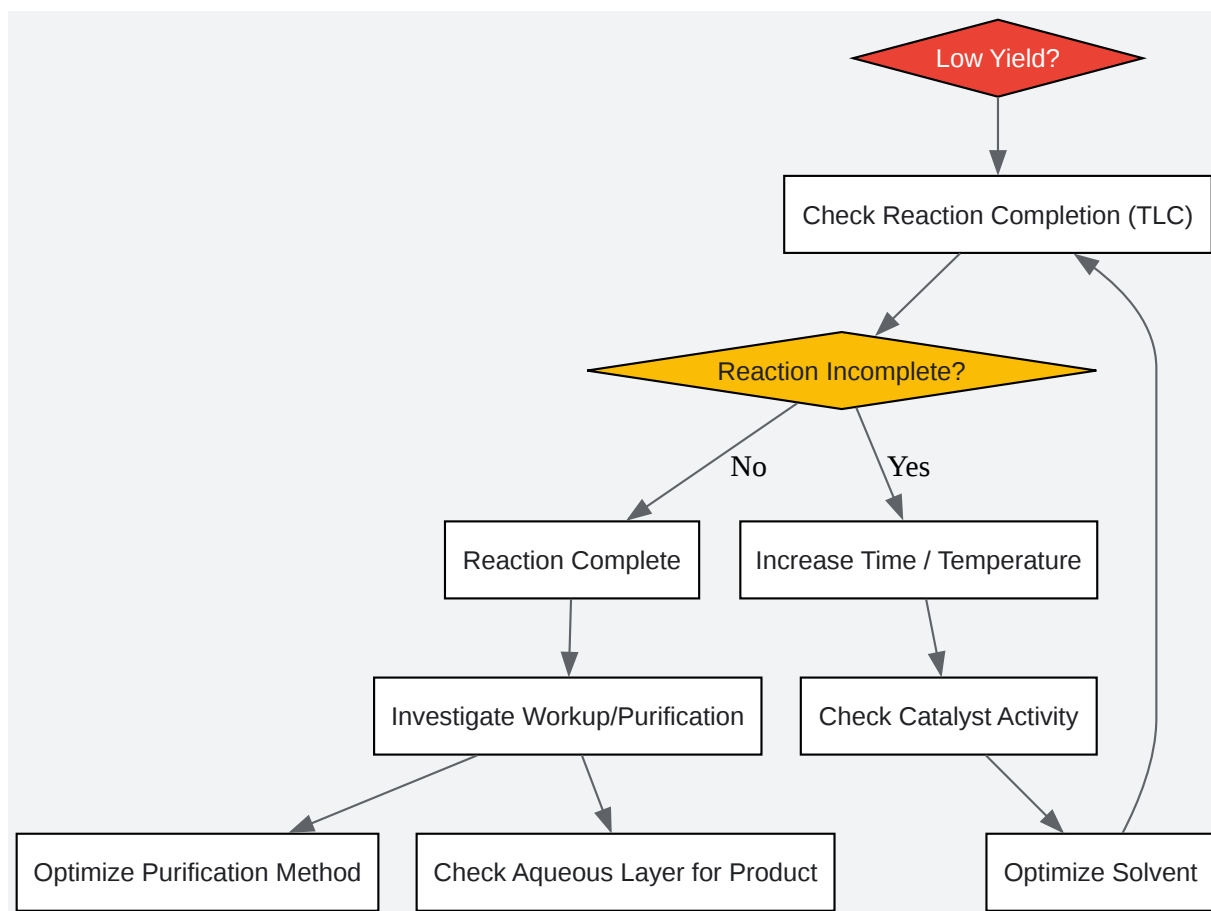 Low Yield?
Check Reaction Completion (TLC)
Reaction Incomplete?
No
Yes
Reaction Complete
Increase Time / Temperature
Investigate Workup/Purification
Check Catalyst Activity
Optimize Purification Method
Check Aqueous Layer for Product
Optimize Solvent